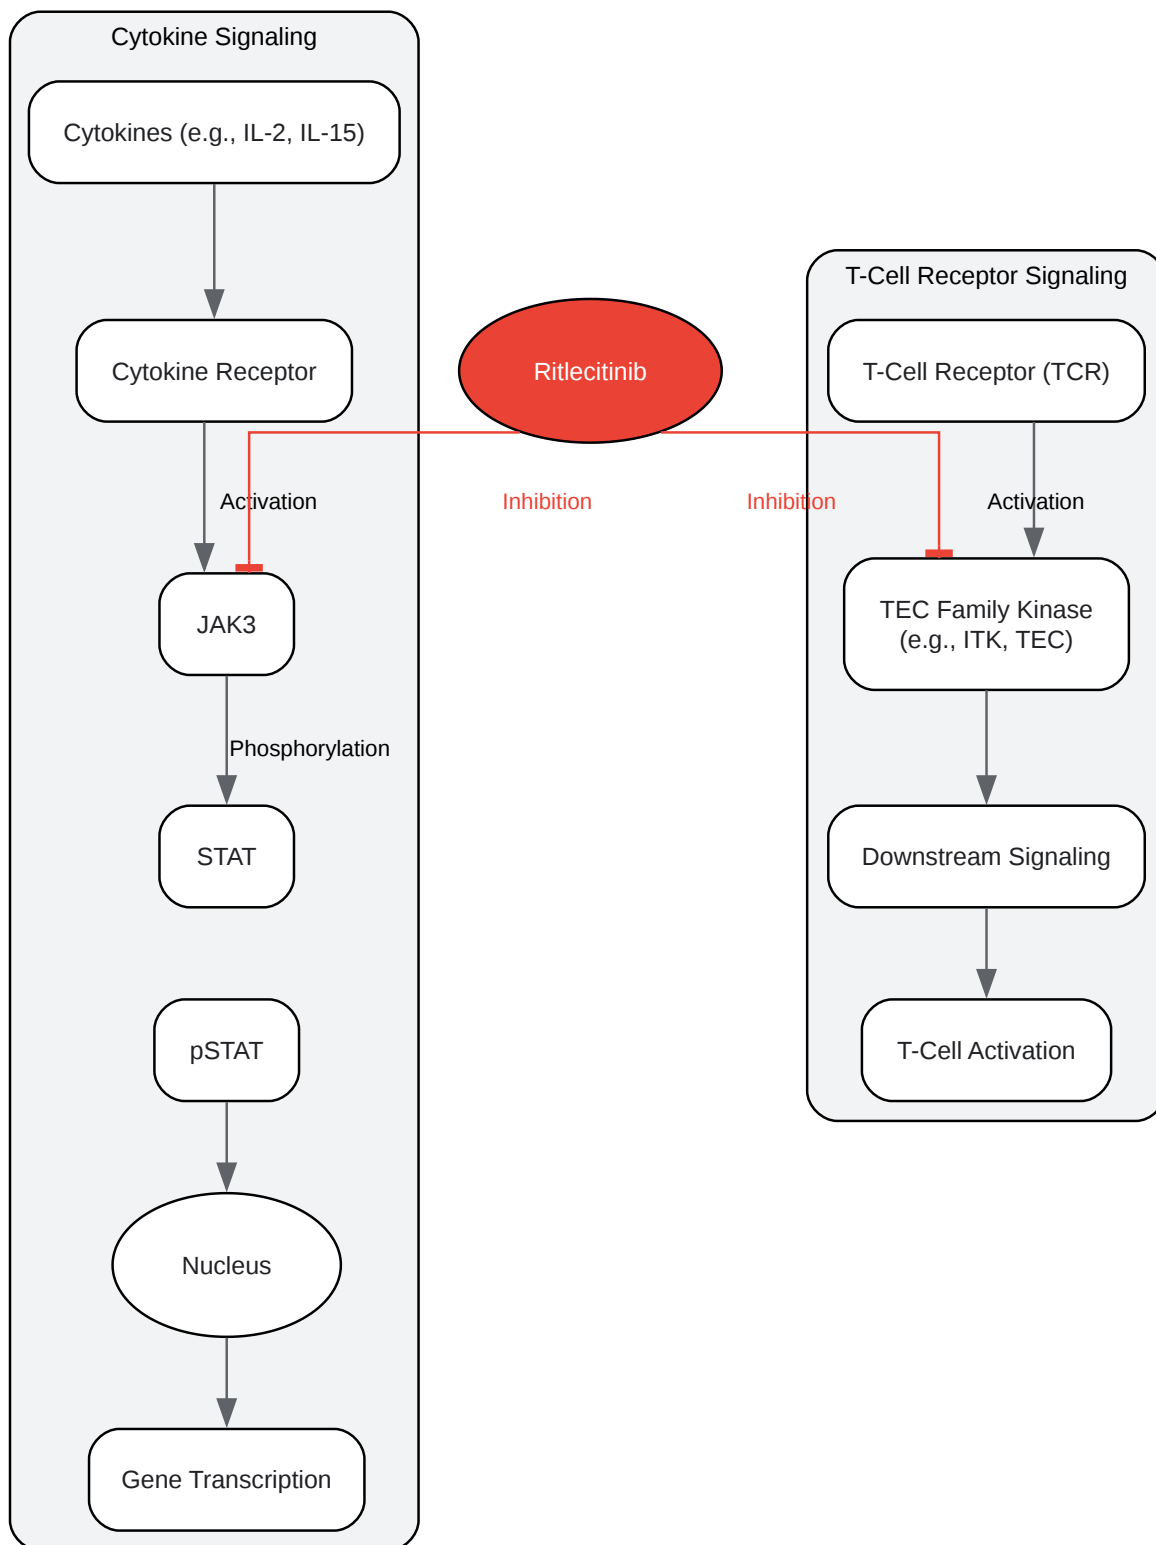 Cytokine Signaling
Cytokines (e.g., IL-2, IL-15)
Cytokine Receptor
Activation
JAK3
Phosphorylation
STAT
pSTAT
Nucleus
Gene Transcription
Ritlecitinib
Inhibition
Inhibition
T-Cell Receptor Signaling
T-Cell Receptor (TCR)
Activation
TEC Family Kinase
(e.g., ITK, TEC)
Downstream Signaling
T-Cell Activation